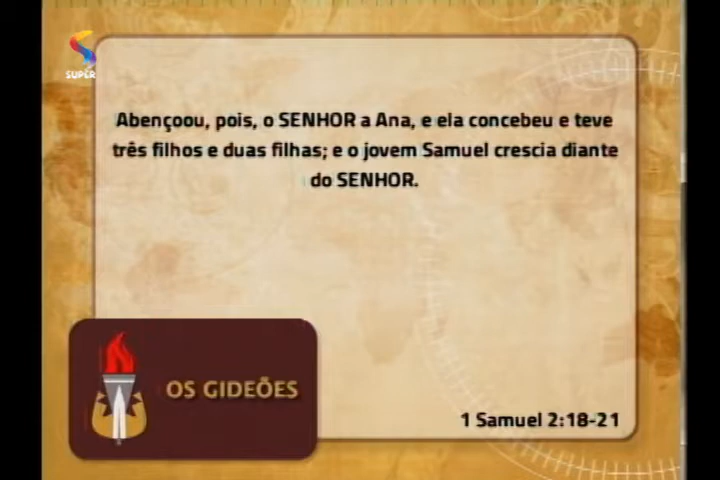 SUPER
Abençoou, pois, o SENHOR a Ana, e ela concebeu e teve
três filhos e duas filhas; e o jovem Samuel crescia diante
do SENHOR.
OS GIDEÕES
1 Samuel 2:18-21